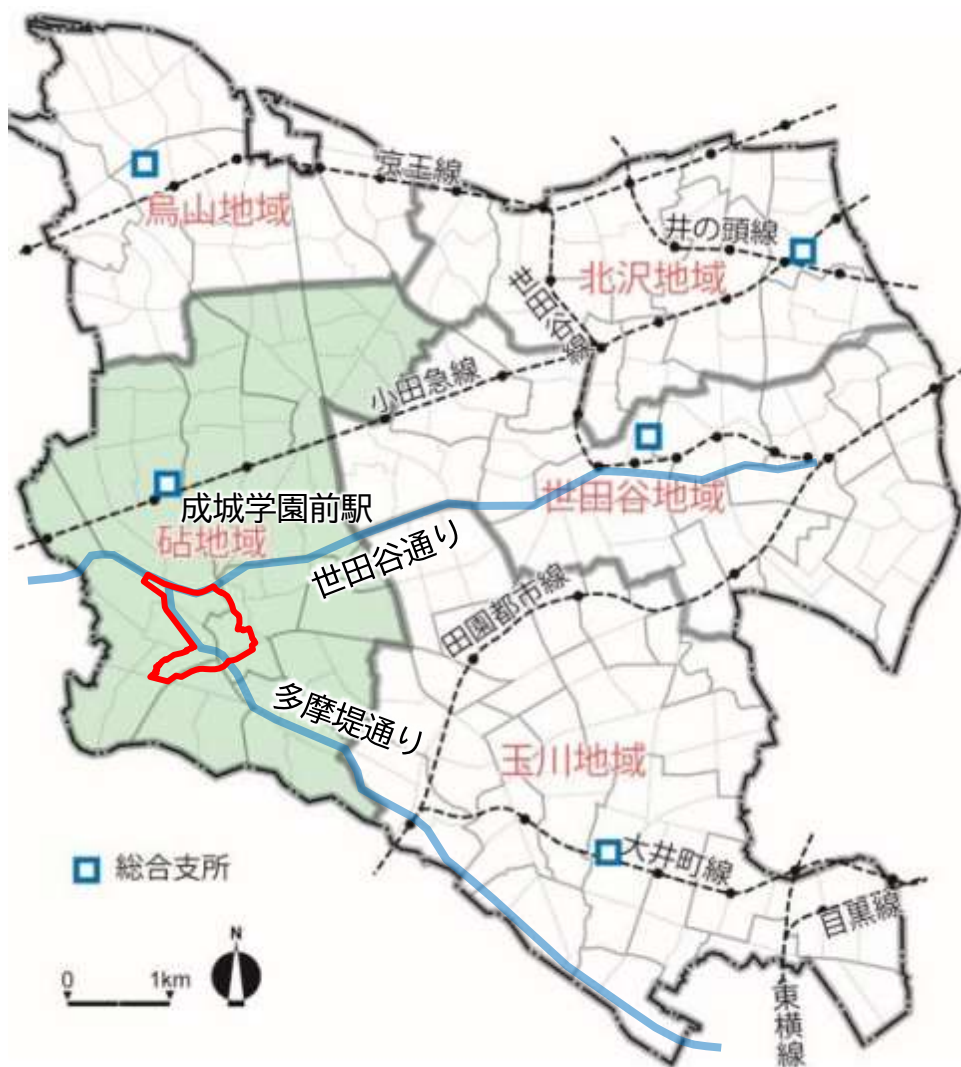 京王線
烏山地域
井の頭線
北沢地域
世田谷線
小田急線
成城学園前駅
世田谷地域
砧地域
世田谷通り
田園都市線
多摩堤通り
玉川地域
総合支所
大井町線
目黒線
東横線
N
0 1km